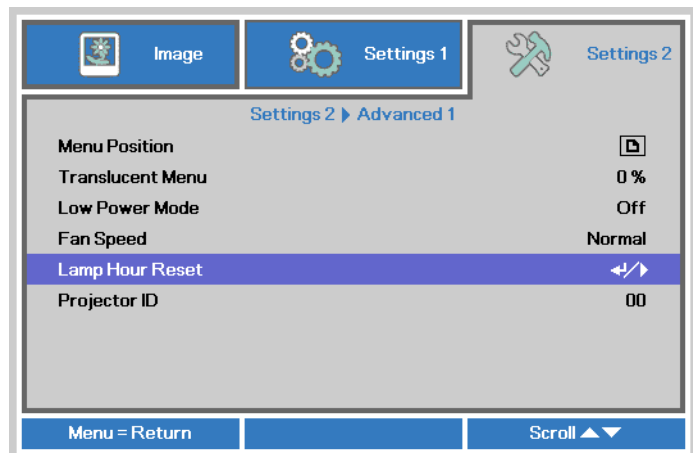 Image
Settings 1
Settings 2
Settings 2 Advanced 1
Menu Position
Translucent Menu 0 %
Low Power Mode Off
Fan Speed Normal
Lamp Hour Reset
Projector ID 00
Menu = Return
Scroll